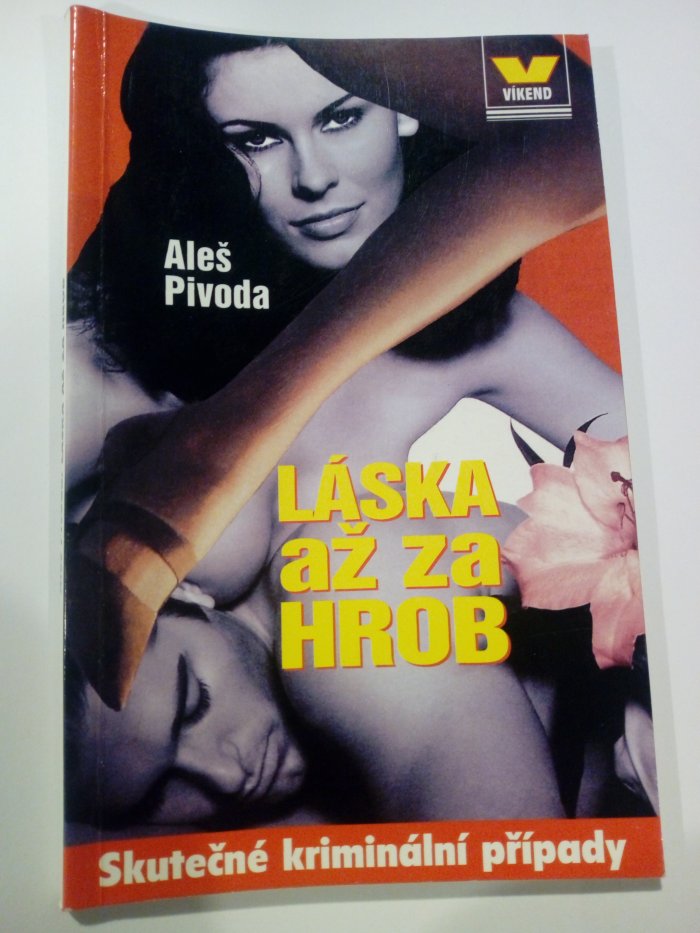 VÍKEND
Aleš
Pivoda
LÁSKA
až za
HROB
Skutečné kriminální případy